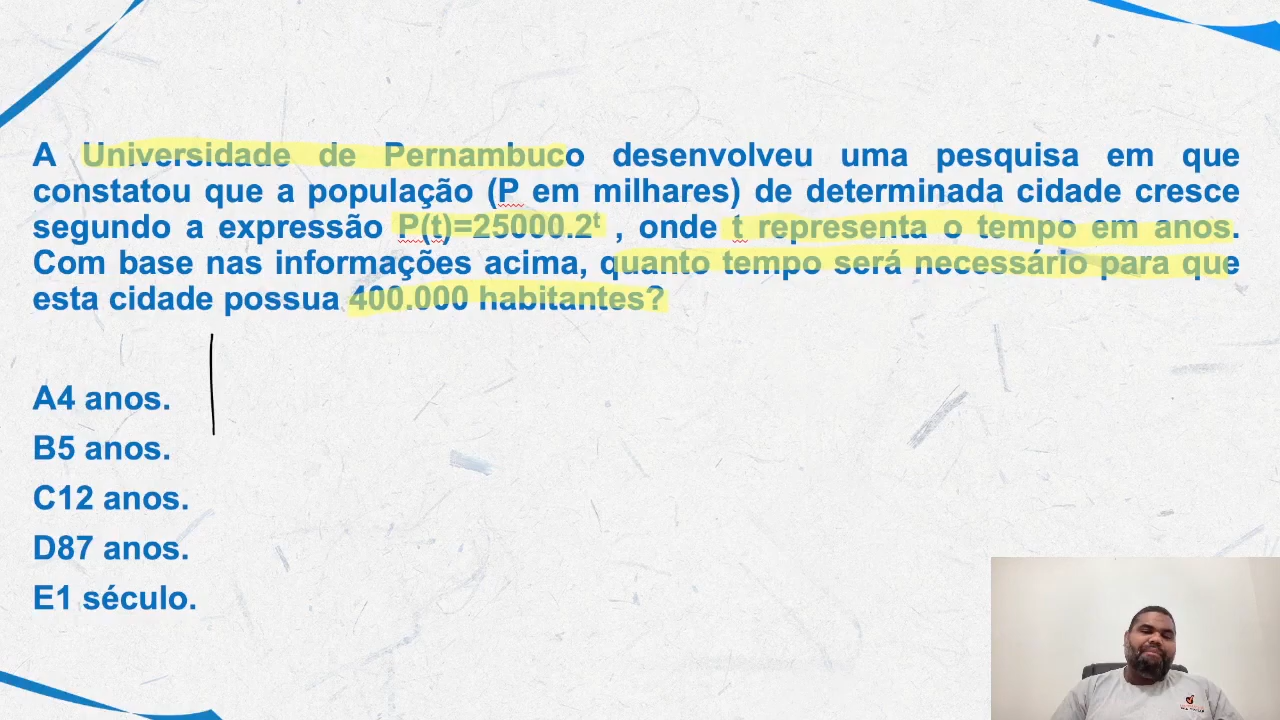 A Universidade de Pernambuco desenvolveu uma pesquisa em que
constatou que a população (P em milhares) de determinada cidade cresce
segundo a expressão P(t)=25000.2ᵗ , onde t representa o tempo em anos.
Com base nas informações acima, quanto tempo será necessário para que
esta cidade possua 400.000 habitantes?
A4 anos.
B5 anos.
C12 anos.
D87 anos.
E1 século.